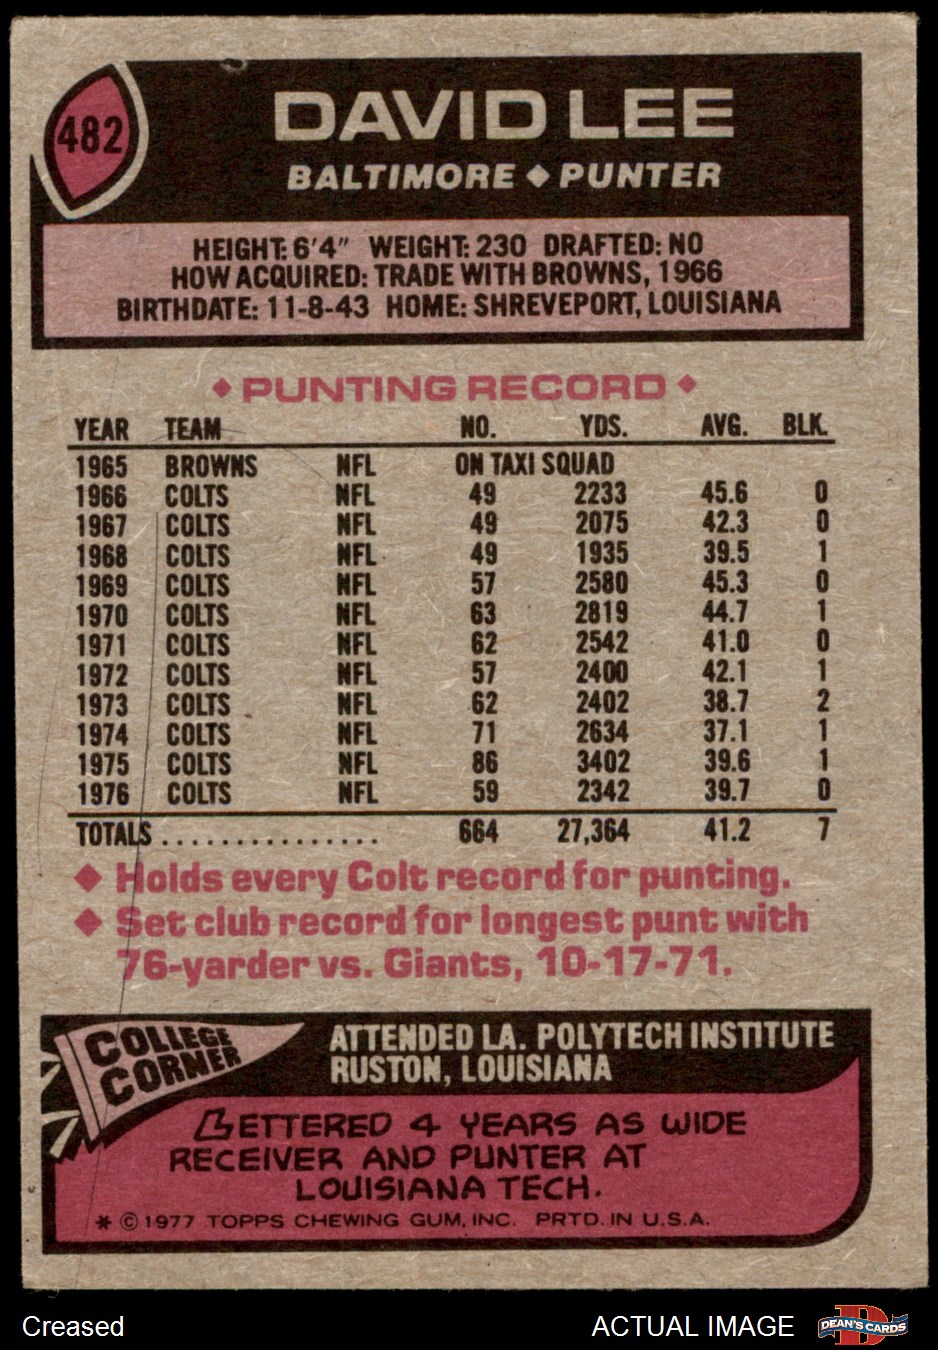 482
DAVID LEE
BALTIMORE ♦ PUNTER
HEIGHT: 6'4" WEIGHT: 230 DRAFTED: NO
HOW ACQUIRED: TRADE WITH BROWNS, 1966
BIRTHDATE: 11-8-43 HOME: SHREVEPORT, LOUISIANA
♦ PUNTING RECORD ♦
YEAR TEAM NO. YDS. AVG. BLK.
1965 BROWNS NFL ON TAXI SQUAD
1966 COLTS NFL 49 2233 45.6 0
1967 COLTS NFL 49 2075 42.3 0
1968 COLTS NFL 49 1935 39.5 1
1969 COLTS NFL 57 2580 45.3 0
1970 COLTS NFL 63 2819 44.7 1
1971 COLTS NFL 62 2542 41.0 0
1972 COLTS NFL 57 2400 42.1 1
1973 COLTS NFL 62 2402 38.7 2
1974 COLTS NFL 71 2634 37.1 1
1975 COLTS NFL 86 3402 39.6 1
1976 COLTS NFL 59 2342 39.7 0
TOTALS ............... 664 27,364 41.2 7
♦ Holds every Colt record for punting.
♦ Set club record for longest punt with
76-yarder vs. Giants, 10-17-71.
COLLEGE
CORNER
ATTENDED LA. POLYTECH INSTITUTE
RUSTON, LOUISIANA
LETTERED 4 YEARS AS WIDE
RECEIVER AND PUNTER AT
LOUISIANA TECH.
* © 1977 TOPPS CHEWING GUM, INC. PRTD. IN U.S.A.
Creased
ACTUAL IMAGE
DEAN'S CARDS